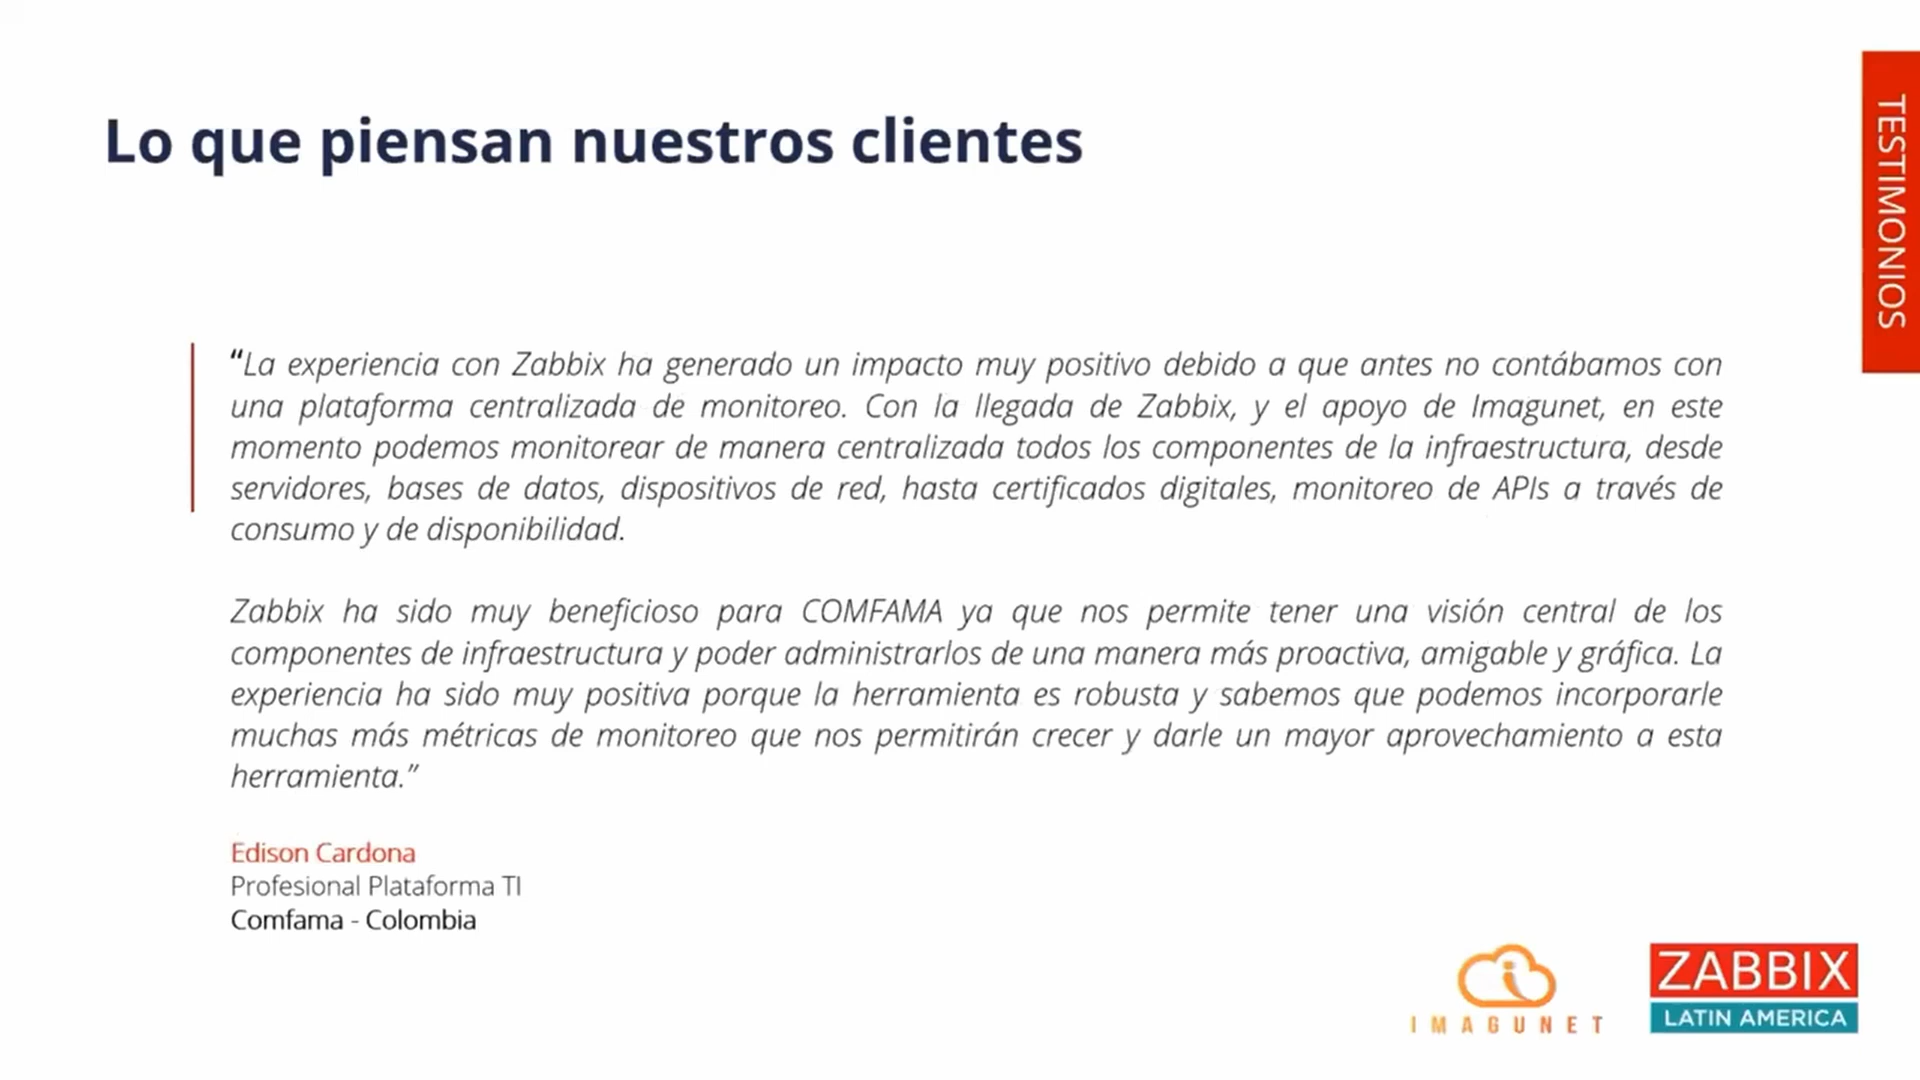 Lo que piensan nuestros clientes
TESTIMONIOS
“La experiencia con Zabbix ha generado un impacto muy positivo debido a que antes no contábamos con
una plataforma centralizada de monitoreo. Con la llegada de Zabbix, y el apoyo de Imagunet, en este
momento podemos monitorear de manera centralizada todos los componentes de la infraestructura, desde
servidores, bases de datos, dispositivos de red, hasta certificados digitales, monitoreo de APIs a través de
consumo y de disponibilidad.
Zabbix ha sido muy beneficioso para COMFAMA ya que nos permite tener una visión central de los
componentes de infraestructura y poder administrarlos de una manera más proactiva, amigable y gráfica. La
experiencia ha sido muy positiva porque la herramienta es robusta y sabemos que podemos incorporarle
muchas más métricas de monitoreo que nos permitirán crecer y darle un mayor aprovechamiento a esta
herramienta.”
Edison Cardona
Profesional Plataforma TI
Comfama - Colombia
IMAGUNET
ZABBIX
LATIN AMERICA